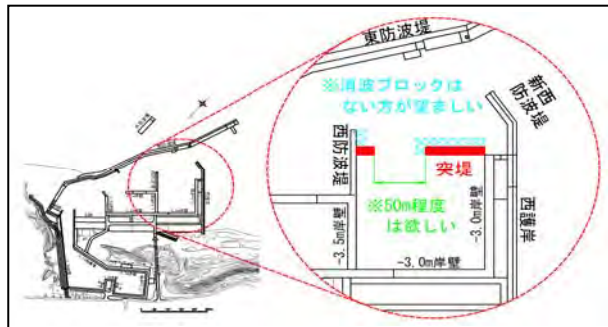 東防波堤
※消波ブロックは
ない方が望ましい
新西
防波堤
西防波堤
突堤
※50m程度
は欲しい
-3.5m岸壁
-3.0m岸壁
-3.0m岸壁
西護岸